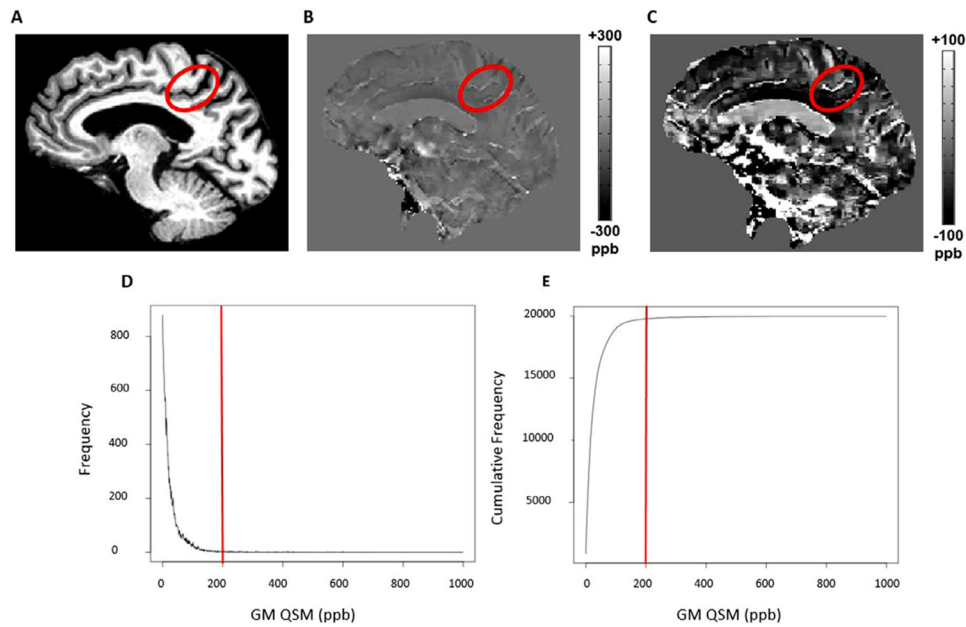 A
B
C
+300
-300
ppb
+100
-100
ppb
D
E
800
600
400
200
0
Frequency
0 200 400 600 800 1000
GM QSM (ppb)
20000
15000
10000
5000
Cumulative Frequency
0 200 400 600 800 1000
GM QSM (ppb)